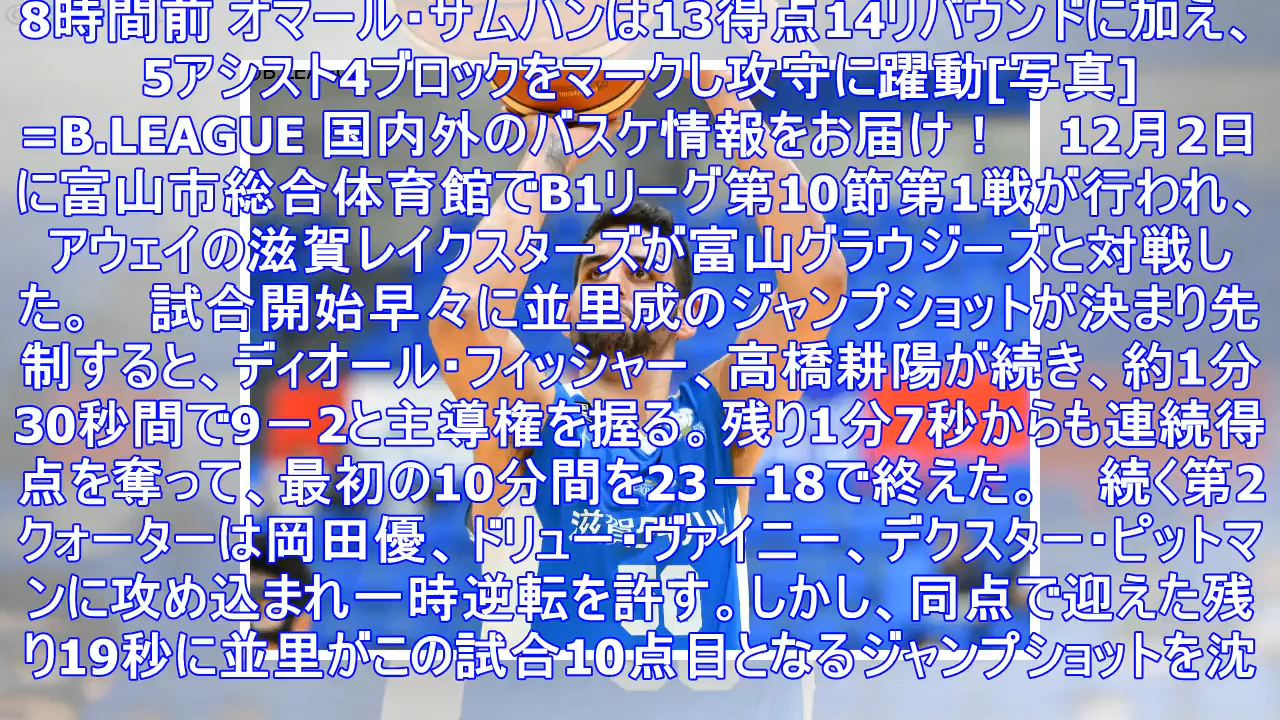 8時間前 オマール・サムハンは13得点14リバウンドに加え、
5アシスト4ブロックをマークし攻守に躍動[写真]
=B.LEAGUE 国内外のバスケ情報をお届け！　12月2日
に富山市総合体育館でB1リーグ第10節第1戦が行われ、
アウェイの滋賀レイクスターズが富山グラウジーズと対戦し
た。　試合開始早々に並里成のジャンプショットが決まり先
制すると、ディオール・フィッシャー、高橋耕陽が続き、約1分
30秒間で9－2と主導権を握る。残り1分7秒からも連続得
点を奪って、最初の10分間を23－18で終えた。　続く第2
クォーターは岡田優、ドリュー・ヴァイニー、デクスター・ピットマ
ンに攻め込まれ一時逆転を許す。しかし、同点で迎えた残
り19秒に並里がこの試合10点目となるジャンプショットを沈